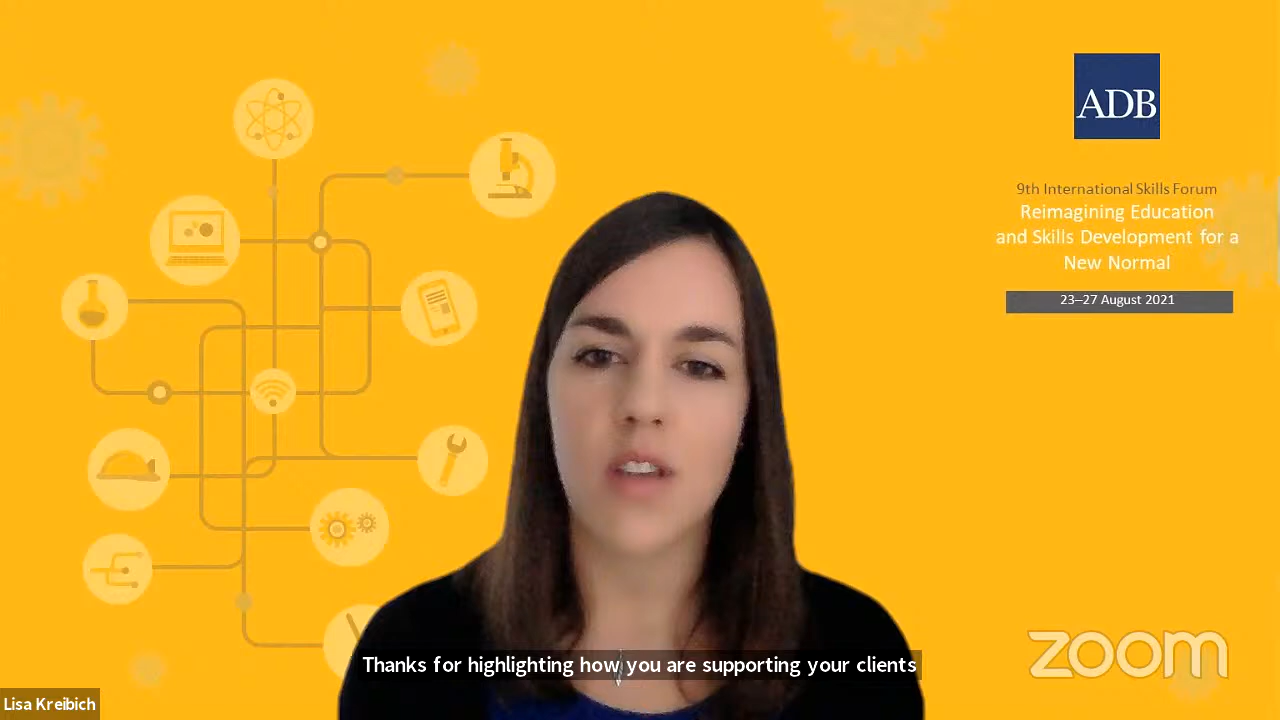 ADB
9th International Skills Forum
Reimagining Education
and Skills Development for a
New Normal
23–27 August 2021
Thanks for highlighting how you are supporting your clients
zoom
Lisa Kreibich